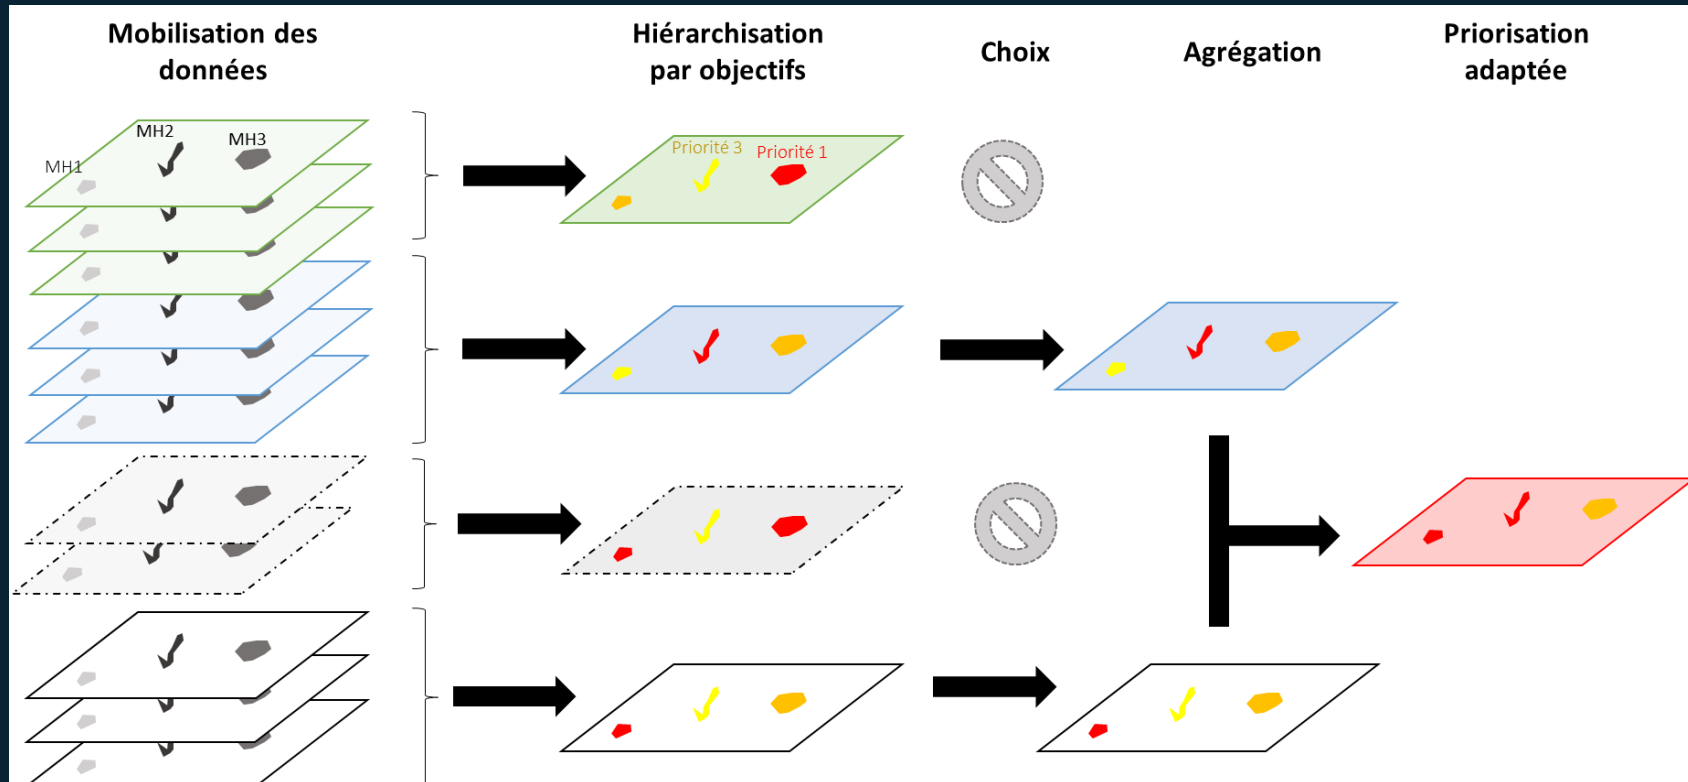 Mobilisation des
données
Hiérarchisation
par objectifs
Choix
Agrégation
Priorisation
adaptée
MH1
MH2
MH3
Priorité 3
Priorité 1